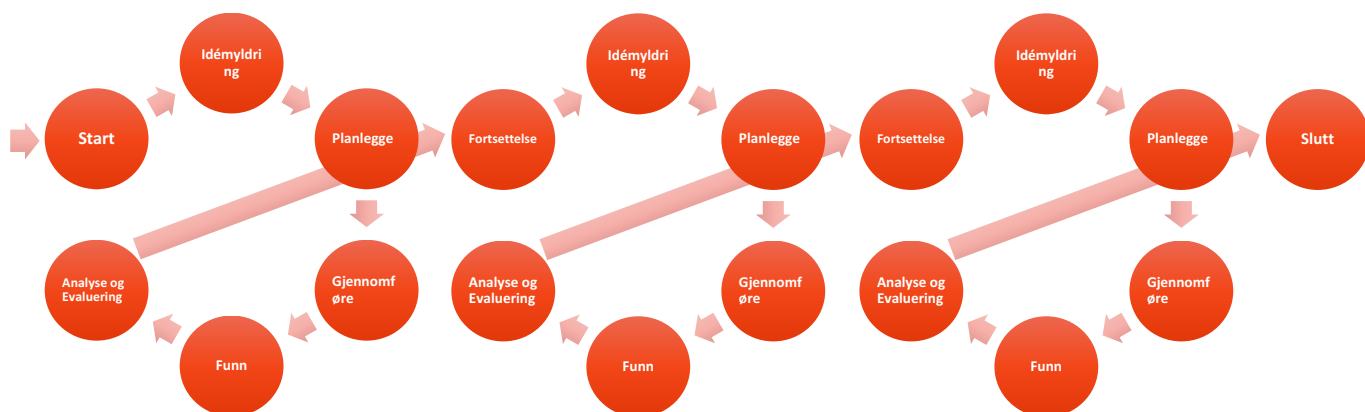 Start
Idémyldri
ng
Planlegge
Gjennomf
øre
Funn
Analyse og
Evaluering
Fortsettelse
Idémyldri
ng
Planlegge
Gjennomf
øre
Funn
Analyse og
Evaluering
Fortsettelse
Idémyldri
ng
Planlegge
Gjennomf
øre
Funn
Analyse og
Evaluering
Slutt